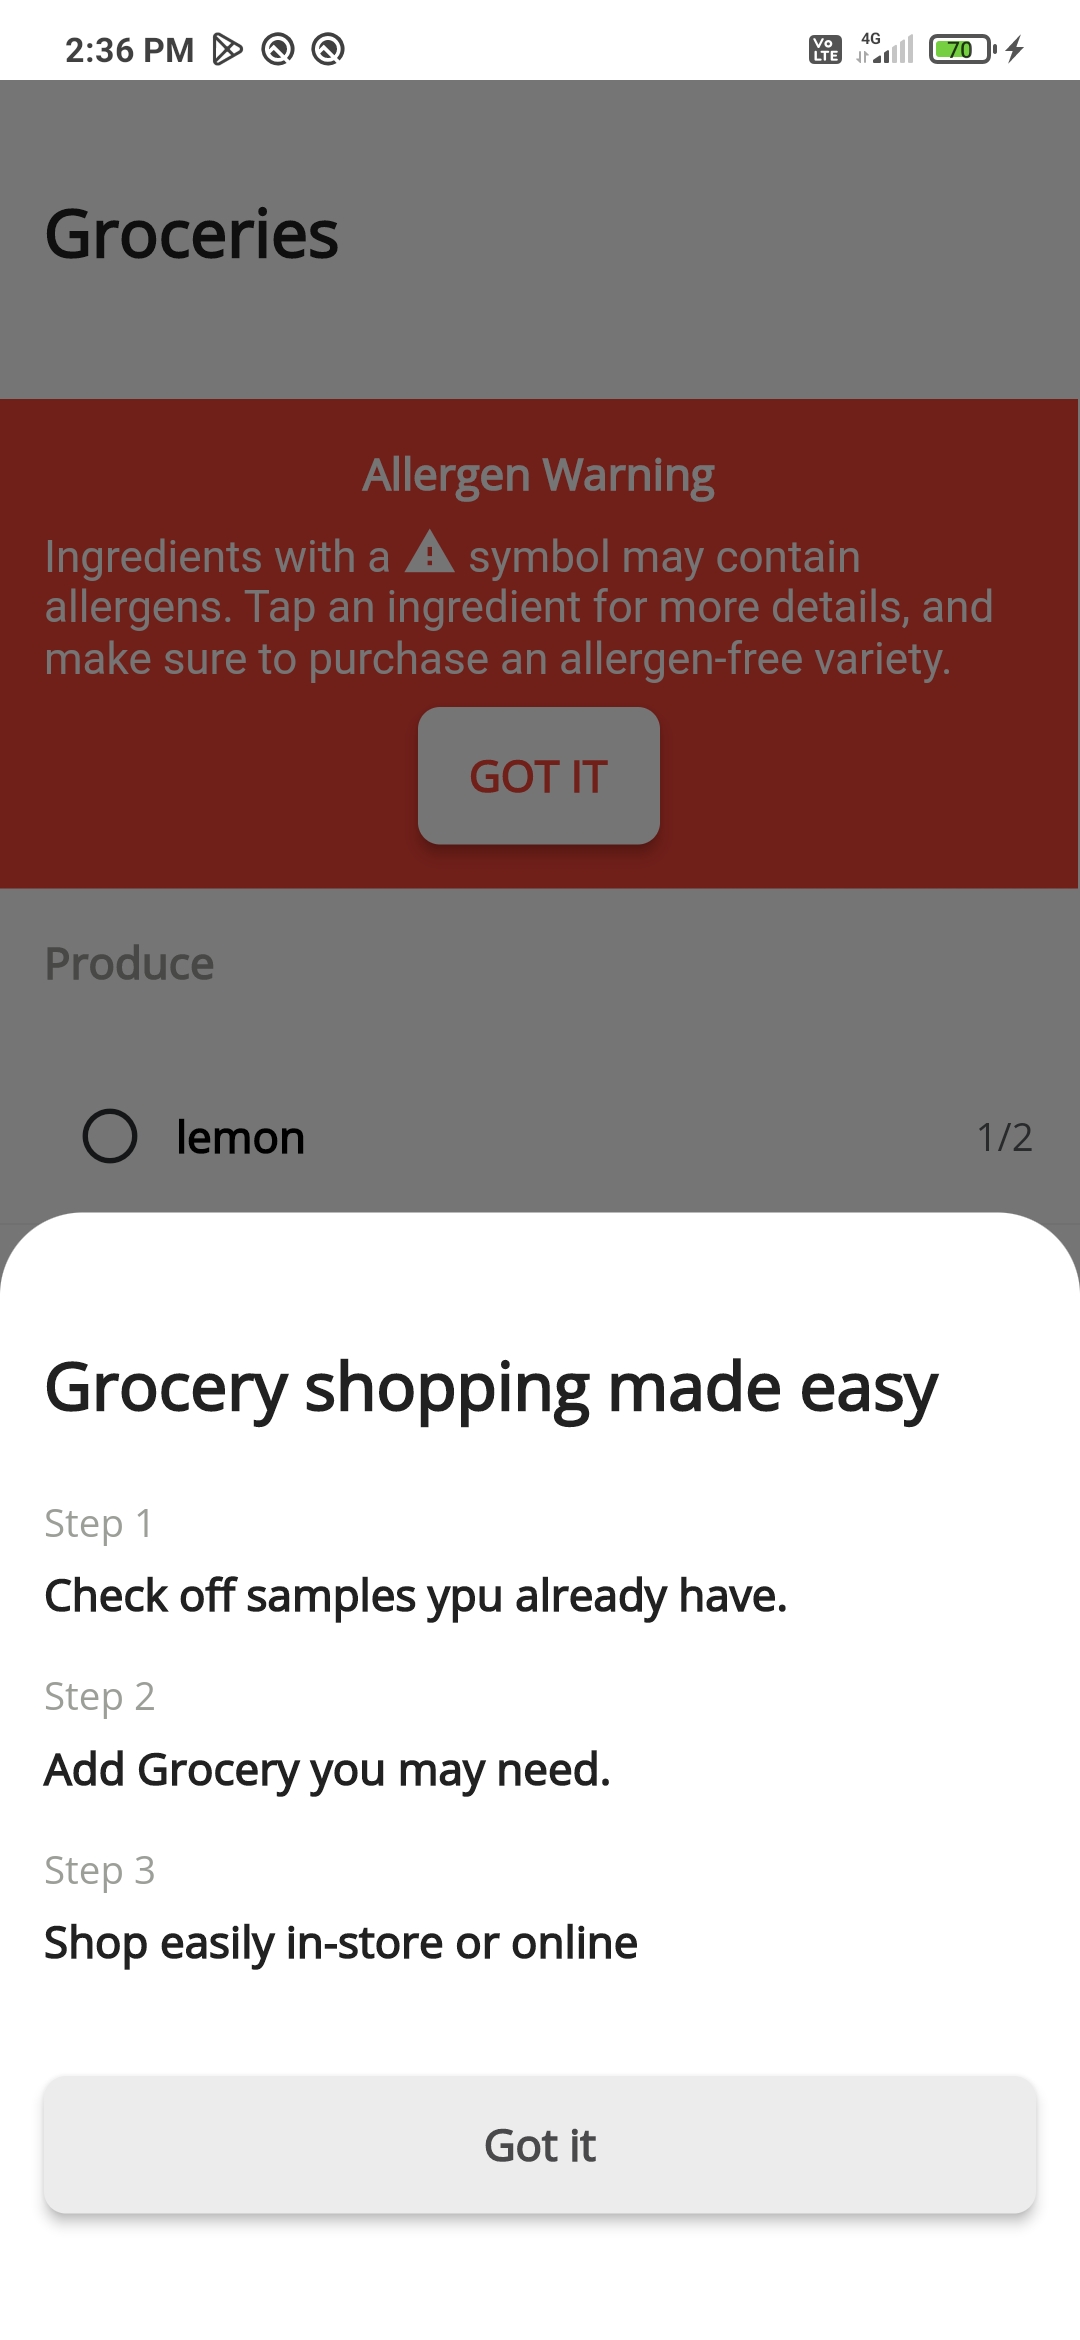 2:36 PM VoLTE 4G 70
Groceries
Allergen Warning
Ingredients with a ⚠ symbol may contain
allergens. Tap an ingredient for more details, and
make sure to purchase an allergen-free variety.
GOT IT
Produce
lemon 1/2
Grocery shopping made easy
Step 1
Check off samples ypu already have.
Step 2
Add Grocery you may need.
Step 3
Shop easily in-store or online
Got it